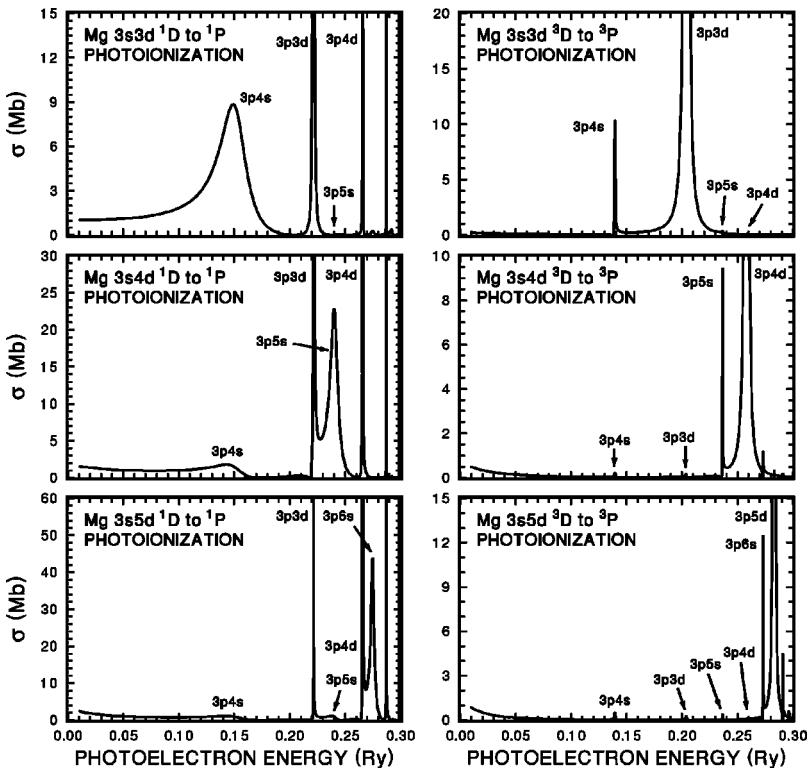 Mg 3s3d ¹D to ¹P
PHOTOIONIZATION
3p3d
3p4d
3p4s
3p5s
15
12
9
6
3
0
σ (Mb)
Mg 3s3d ³D to ³P
PHOTOIONIZATION
3p3d
3p4s
3p5s
3p4d
20
16
12
8
4
0
Mg 3s4d ¹D to ¹P
PHOTOIONIZATION
3p3d
3p4d
3p5s
3p4s
30
25
20
15
10
5
0
σ (Mb)
Mg 3s4d ³D to ³P
PHOTOIONIZATION
3p5s
3p4d
3p4s
3p3d
10
8
6
4
2
0
Mg 3s5d ¹D to ¹P
PHOTOIONIZATION
3p3d
3p6s
3p4d
3p5s
3p4s
60
50
40
30
20
10
0
σ (Mb)
0.00 0.05 0.10 0.15 0.20 0.25 0.30
PHOTOELECTRON ENERGY (Ry)
Mg 3s5d ³D to ³P
PHOTOIONIZATION
3p5d
3p6s
3p4d
3p5s
3p3d
3p4s
15
12
9
6
3
0
0.00 0.05 0.10 0.15 0.20 0.25 0.30
PHOTOELECTRON ENERGY (Ry)